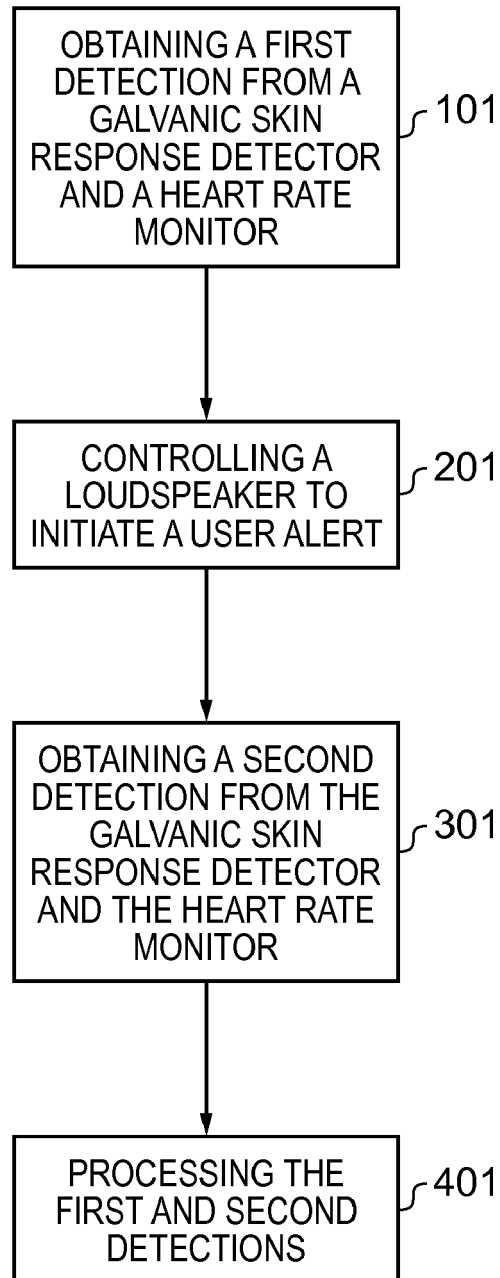 OBTAINING A FIRST
DETECTION FROM A
GALVANIC SKIN
RESPONSE DETECTOR
AND A HEART RATE
MONITOR
101
CONTROLLING A
LOUDSPEAKER TO
INITIATE A USER ALERT
201
OBTAINING A SECOND
DETECTION FROM THE
GALVANIC SKIN
RESPONSE DETECTOR
AND THE HEART RATE
MONITOR
301
PROCESSING THE
FIRST AND SECOND
DETECTIONS
401